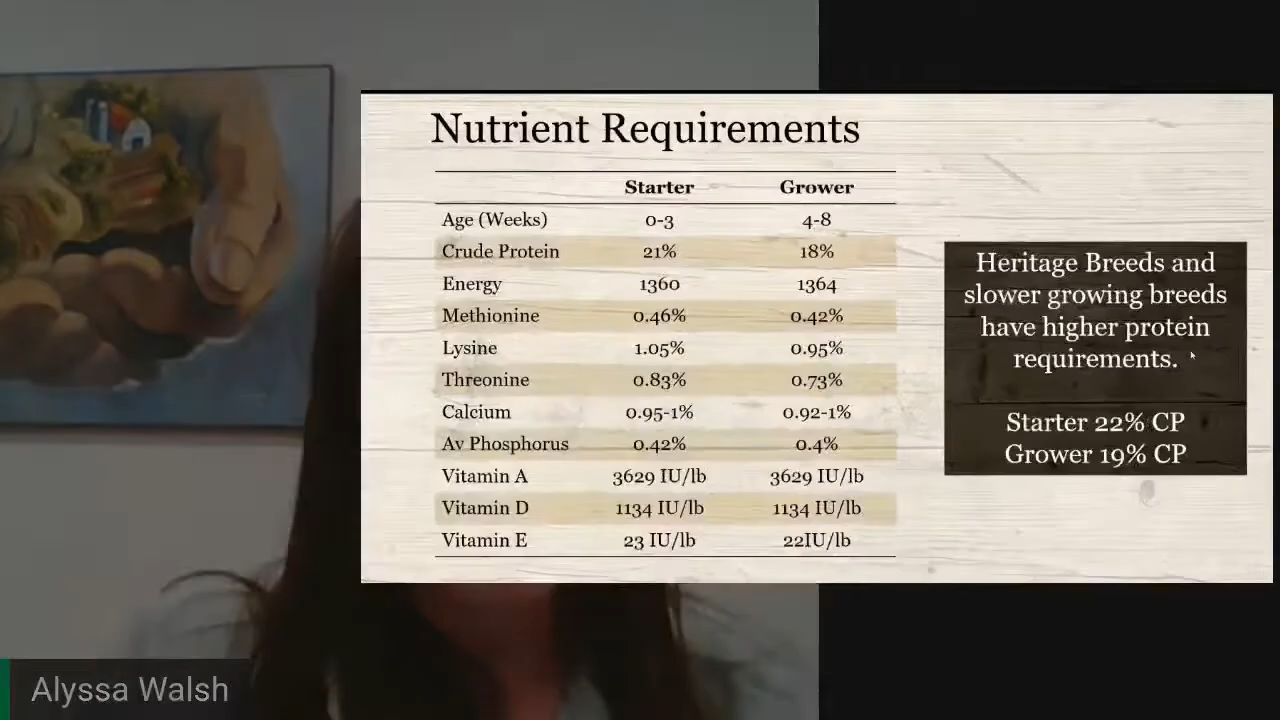 Nutrient Requirements
Starter Grower
Age (Weeks) 0-3 4-8
Crude Protein 21% 18%
Energy 1360 1364
Methionine 0.46% 0.42%
Lysine 1.05% 0.95%
Threonine 0.83% 0.73%
Calcium 0.95-1% 0.92-1%
Av Phosphorus 0.42% 0.4%
Vitamin A 3629 IU/lb 3629 IU/lb
Vitamin D 1134 IU/lb 1134 IU/lb
Vitamin E 23 IU/lb 22IU/lb
Heritage Breeds and
slower growing breeds
have higher protein
requirements.
Starter 22% CP
Grower 19% CP
Alyssa Walsh